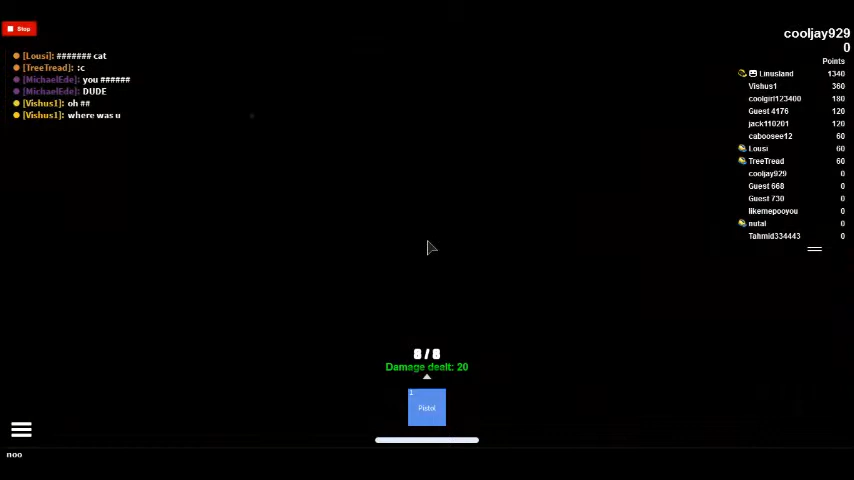 Stop
cooljay929
0
[Lousi]: ####### cat
[TreeTread]: :c
[MichaelEde]: you ######
[MichaelEde]: DUDE
[Vishus1]: oh ##
[Vishus1]: where was u
Points
Linusland 1340
Vishus1 360
coolgirl123400 180
Guest 4176 120
jack110201 120
caboosee12 60
Lousi 60
TreeTread 60
cooljay929 0
Guest 668 0
Guest 730 0
likemepooyou 0
nutal 0
Tahmid334443 0
8 / 8
Damage dealt: 20
1
Pistol
noo